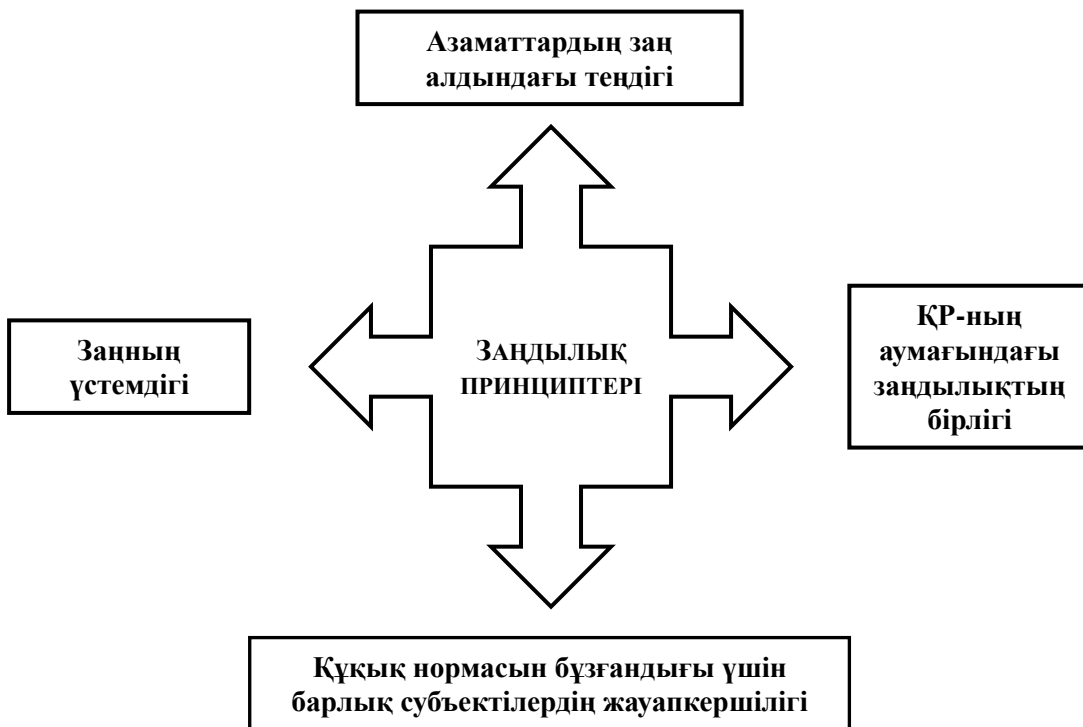 Азаматтардың заң
алдындағы теңдігі
Заңның
үстемдігі
ЗАҢДЫЛЫҚ
ПРИНЦИПТЕРІ
ҚР-ның
аумағындағы
заңдылықтың
бірлігі
Құқық нормасын бұзғандығы үшін
барлық субъектілердің жауапкершілігі